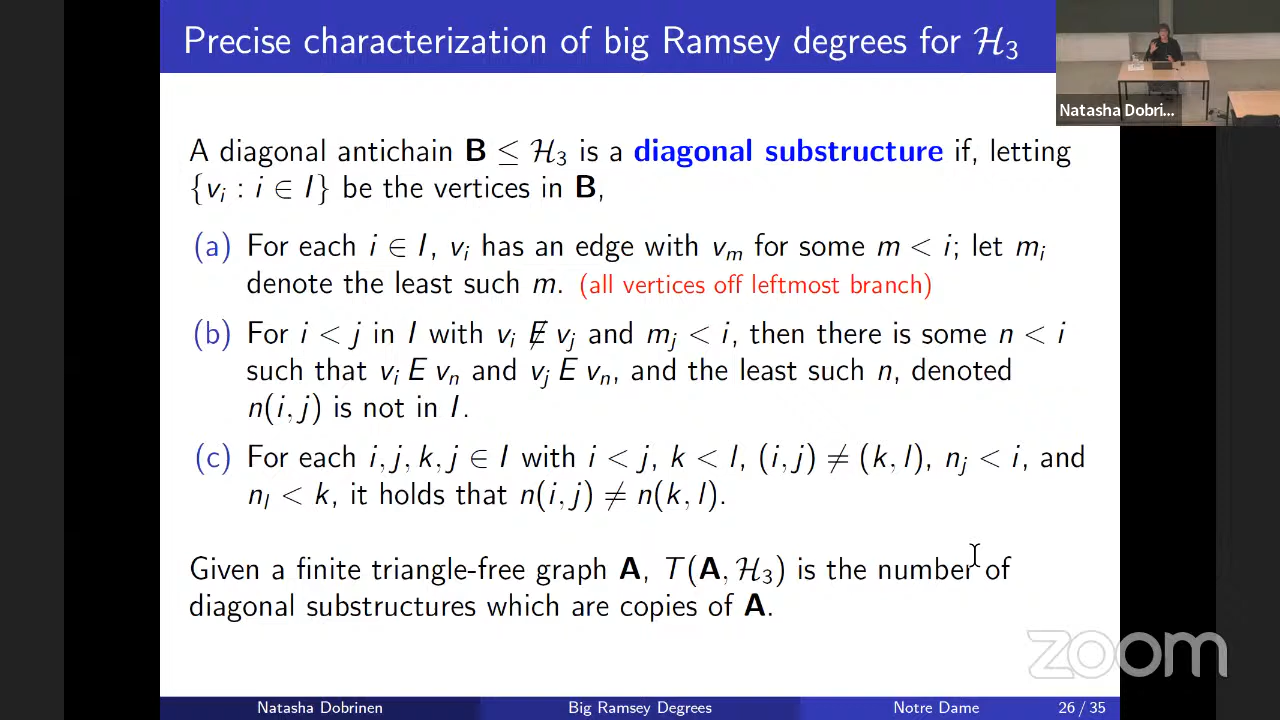 Precise characterization of big Ramsey degrees for ℋ₃
Natasha Dobri...
A diagonal antichain B ≤ ℋ₃ is a diagonal substructure if, letting
{vᵢ : i ∈ I} be the vertices in B,
(a) For each i ∈ I, vᵢ has an edge with vₘ for some m < i; let mᵢ
denote the least such m. (all vertices off leftmost branch)
(b) For i < j in I with vᵢ E̸ vⱼ and mⱼ < i, then there is some n < i
such that vᵢ E vₙ and vⱼ E vₙ, and the least such n, denoted
n(i, j) is not in I.
(c) For each i, j, k, j ∈ I with i < j, k < l, (i, j) ≠ (k, l), nⱼ < i, and
nₗ < k, it holds that n(i, j) ≠ n(k, l).
Given a finite triangle-free graph A, T(A, ℋ₃) is the number of
diagonal substructures which are copies of A.
zoom
Natasha Dobrinen Big Ramsey Degrees Notre Dame 26 / 35